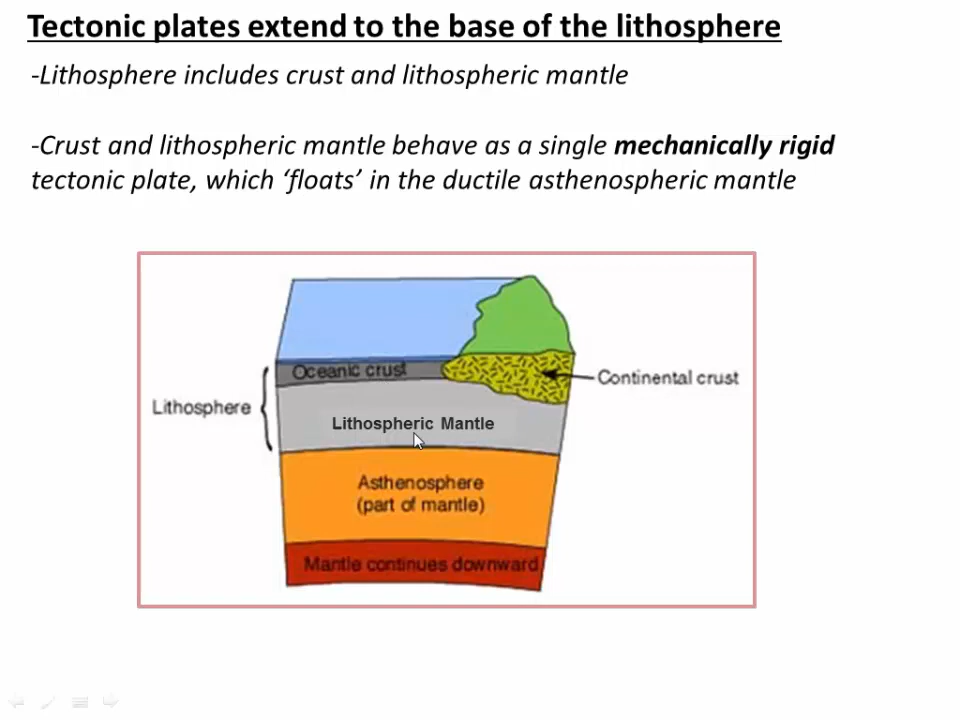 Tectonic plates extend to the base of the lithosphere
-Lithosphere includes crust and lithospheric mantle
-Crust and lithospheric mantle behave as a single mechanically rigid
tectonic plate, which ‘floats’ in the ductile asthenospheric mantle
Oceanic crust
Continental crust
Lithosphere
Lithospheric Mantle
Asthenosphere
(part of mantle)
Mantle continues downward